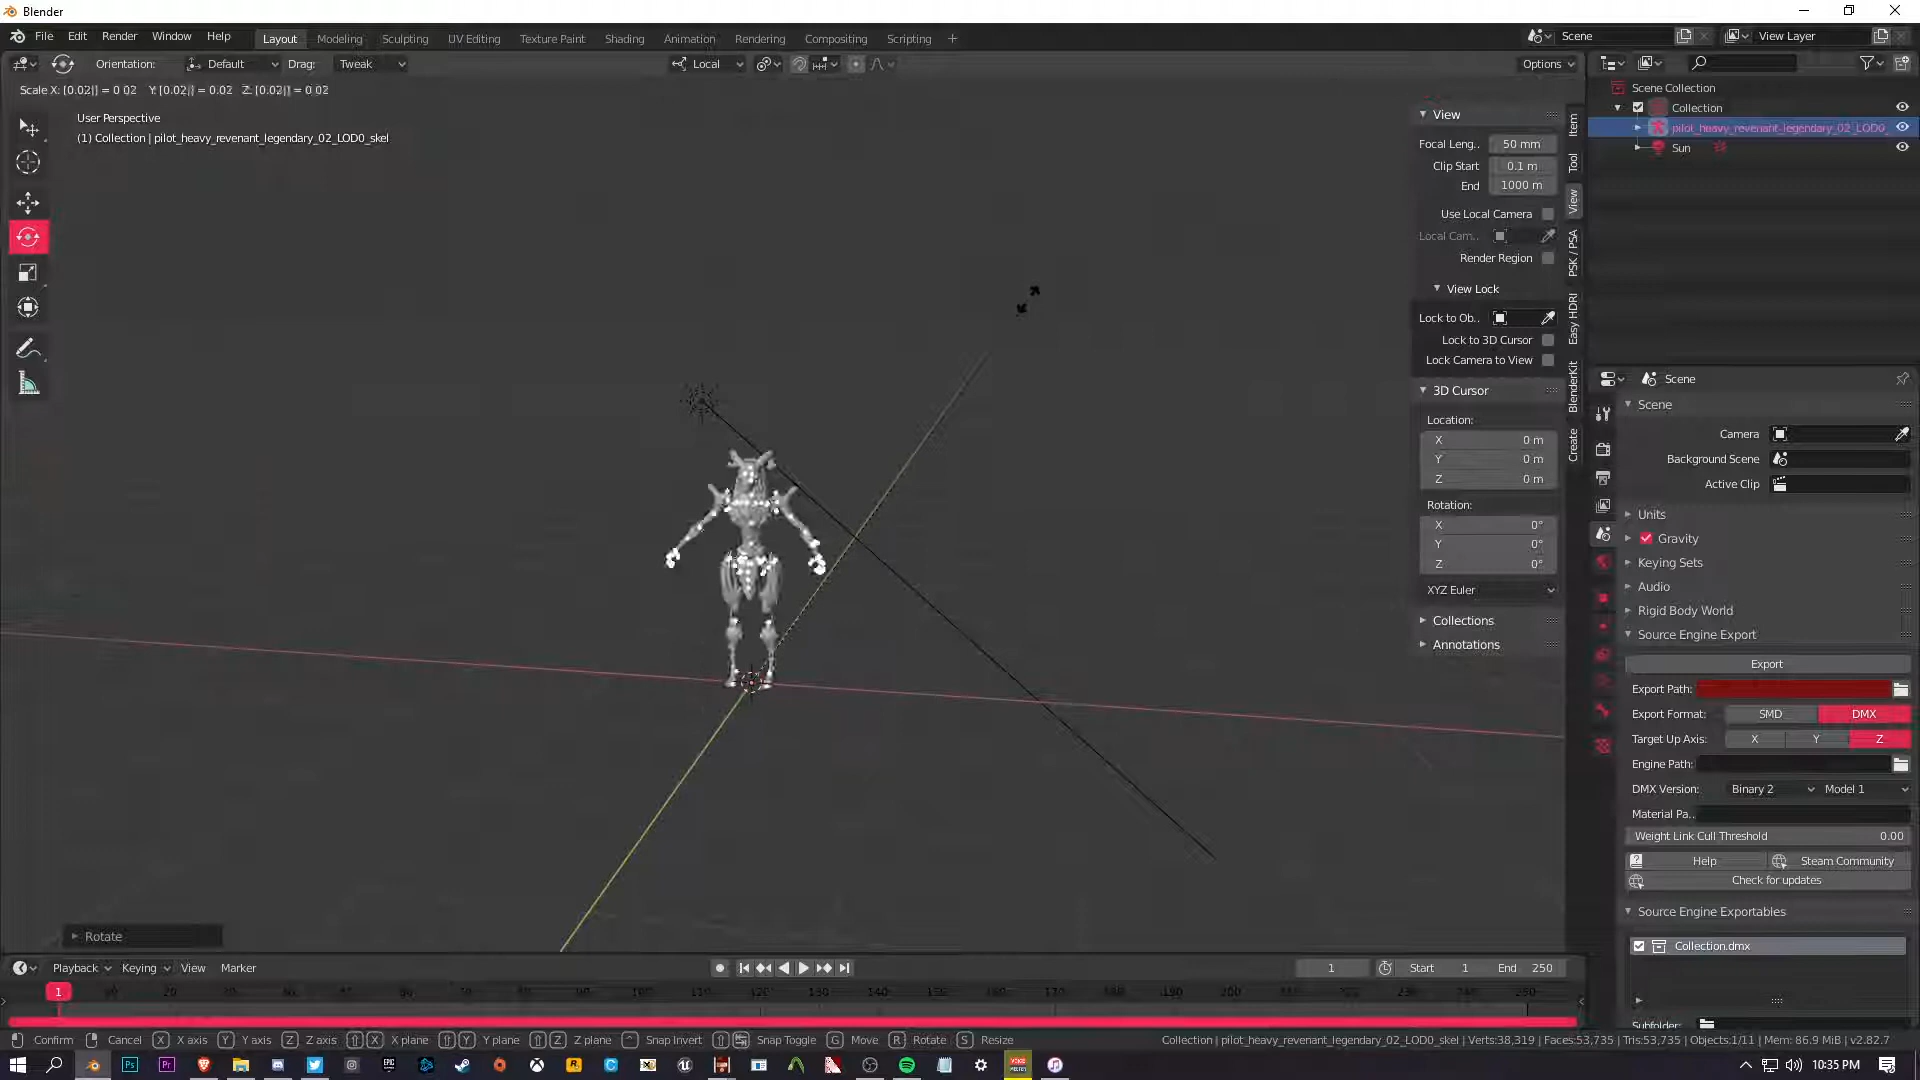 Blender
File Edit Render Window Help Layout Modeling Sculpting UV Editing Texture Paint Shading Animation Rendering Compositing Scripting Scene View Layer
Orientation: Default Drag: Tweak Local Options
Scale X: [0.02|] = 0.02 Y: [0.02|] = 0.02 Z: [0.02|] = 0.02
User Perspective
(1) Collection | pilot_heavy_revenant_legendary_02_LOD0_skel
View
Focal Leng.. 50 mm
Clip Start 0.1 m
End 1000 m
Use Local Camera
Local Cam..
Render Region
View Lock
Lock to Ob..
Lock to 3D Cursor
Lock Camera to View
3D Cursor
Location:
X 0 m
Y 0 m
Z 0 m
Rotation:
X 0°
Y 0°
Z 0°
XYZ Euler
Collections
Annotations
Item
Tool
View
PSK / PSA
Easy HDRI
BlenderKit
Create
Scene Collection
Collection
pilot_heavy_revenant-legendary_02_LOD0_
Sun
Scene
Scene
Camera
Background Scene
Active Clip
Units
Gravity
Keying Sets
Audio
Rigid Body World
Source Engine Export
Export
Export Path:
Export Format: SMD DMX
Target Up Axis: X Y Z
Engine Path:
DMX Version: Binary 2 Model 1
Material Pa..
Weight Link Cull Threshold 0.00
Help Steam Community
Check for updates
Source Engine Exportables
Collection.dmx
Subfolder:
Rotate
Playback Keying View Marker 1 Start 1 End 250
1 20 120 140 160 170 190
Confirm Cancel X X axis Y Y axis Z Z axis X X plane Y Y plane Z Z plane Snap Invert Snap Toggle G Move R Rotate S Resize Collection | pilot_heavy_revenant_legendary_02_LOD0_skel | Verts:38,319 | Faces:53,735 | Tris:53,735 | Objects:1/11 | Mem: 86.9 MiB | v2.82.7
10:35 PM